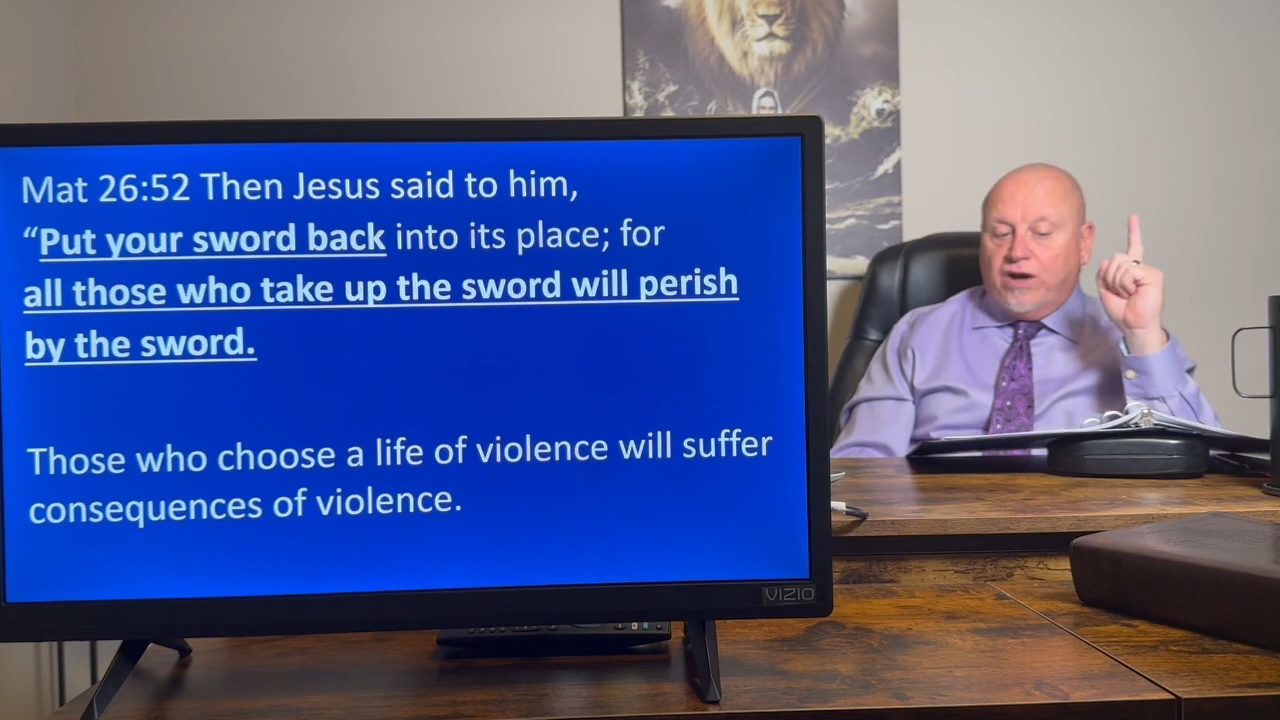 Mat 26:52 Then Jesus said to him,
“Put your sword back into its place; for
all those who take up the sword will perish
by the sword.
Those who choose a life of violence will suffer
consequences of violence.
VIZIO